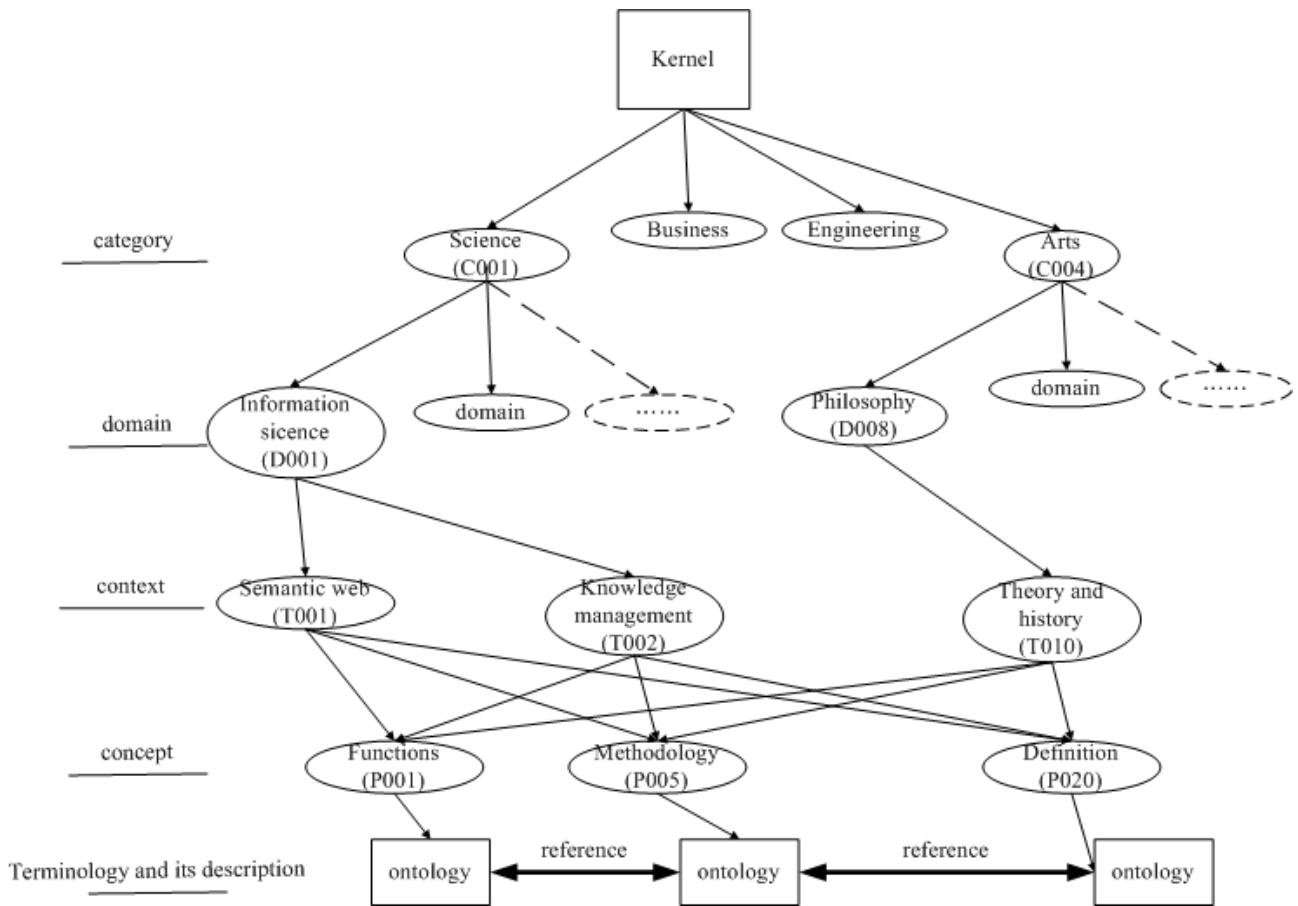 Kernel
category
Science
(C001)
Business
Engineering
Arts
(C004)
domain
Information
sicence
(D001)
domain
......
Philosophy
(D008)
domain
......
context
Semantic web
(T001)
Knowledge
management
(T002)
Theory and
history
(T010)
concept
Functions
(P001)
Methodology
(P005)
Definition
(P020)
Terminology and its description
ontology
reference
ontology
reference
ontology